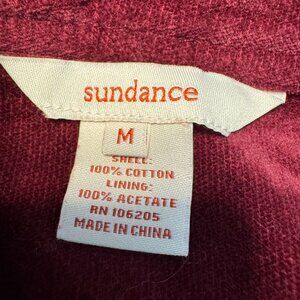 sundance
M
SHELL:
100% COTTON
LINING:
100% ACETATE
RN 106205
MADE IN CHINA